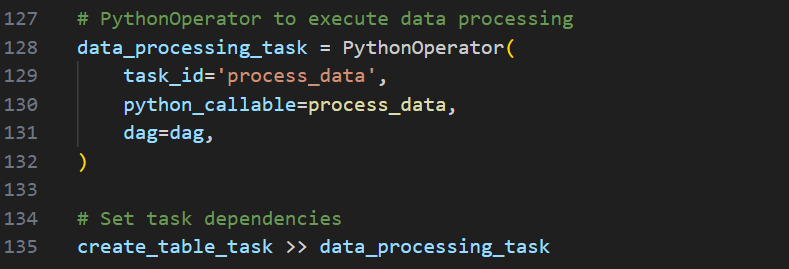 127 # PythonOperator to execute data processing
128 data_processing_task = PythonOperator(
129     task_id='process_data',
130     python_callable=process_data,
131     dag=dag,
132 )
133
134 # Set task dependencies
135 create_table_task >> data_processing_task